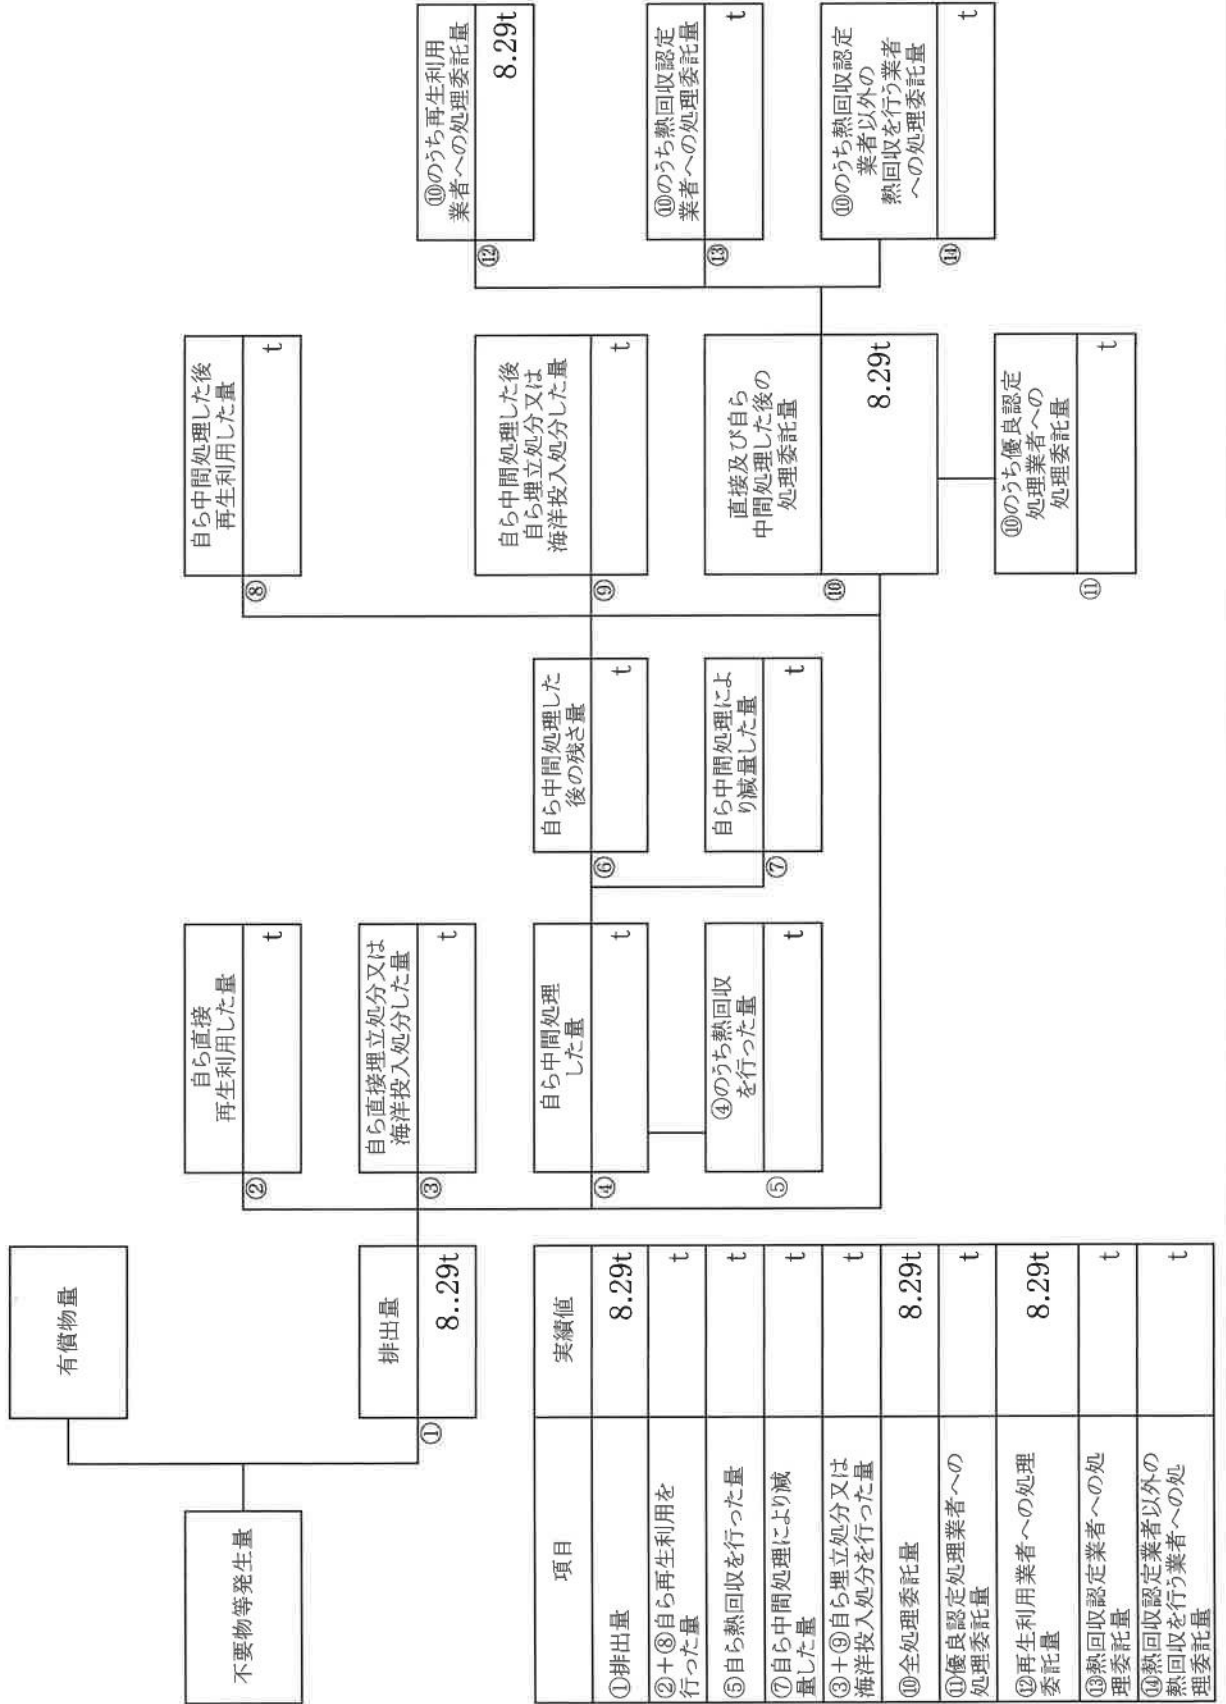 不要物等発生量
有償物量
①
排出量
8..29t
②
自ら直接
再生利用した量
t
③
自ら直接埋立処分又は
海洋投入処分した量
t
④
自ら中間処理
した量
t
⑤
④のうち熱回収
を行った量
t
⑥
自ら中間処理した
後の残さ量
t
⑦
自ら中間処理によ
り減量した量
t
⑧
自ら中間処理した後
再生利用した量
t
⑨
自ら中間処理した後
自ら埋立処分又は
海洋投入処分した量
t
⑩
直接及び自ら
中間処理した後の
処理委託量
8.29t
⑪
⑩のうち優良認定
処理業者への
処理委託量
t
⑫
⑩のうち再生利用
業者への処理委託量
8.29t
⑬
⑩のうち熱回収認定
業者への処理委託量
t
⑭
⑩のうち熱回収認定
業者以外の
熱回収を行う業者
への処理委託量
t
項目 実績値
①排出量 8.29t
②+⑧自ら再生利用を
行った量 t
⑤自ら熱回収を行った量 t
⑦自ら中間処理により減
量した量 t
③+⑨自ら埋立処分又は
海洋投入処分を行った量 t
⑩全処理委託量 8.29t
⑪優良認定処理業者への
処理委託量 t
⑫再生利用業者への処理
委託量 8.29t
⑬熱回収認定業者への処
理委託量 t
⑭熱回収認定業者以外の
熱回収を行う業者への処
理委託量 t